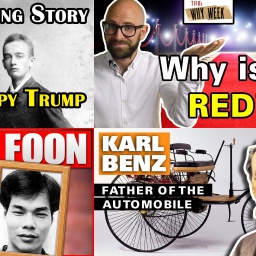 NG STORY
PY TRUMP
TIFO's
WHY WEEK
Why is
RED
FOON
KARL
BENZ
FATHER OF THE
AUTOMOBILE